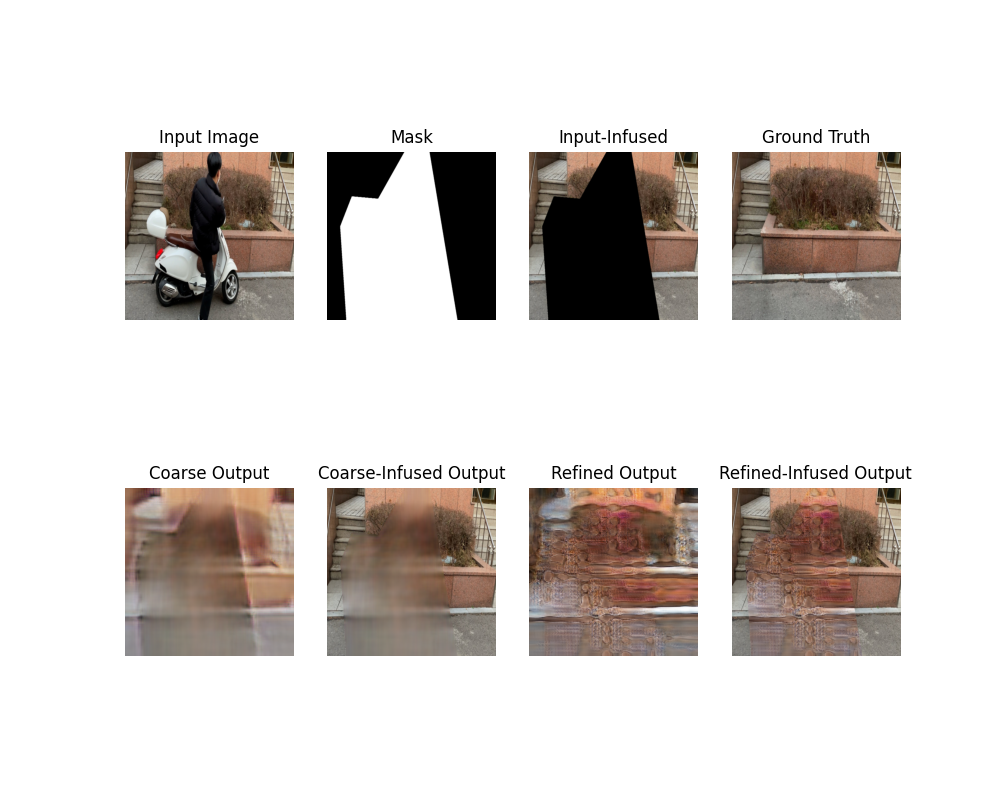 Input Image
Mask
Input-Infused
Ground Truth
Coarse Output
Coarse-Infused Output
Refined Output
Refined-Infused Output